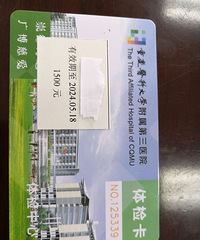 重庆医科大学附属第三医院
The Third Affiliated Hospital of CQMU
体检卡
NO.125339
有效期至 2024.05.18
1500 元
体检中心
广博慈爱